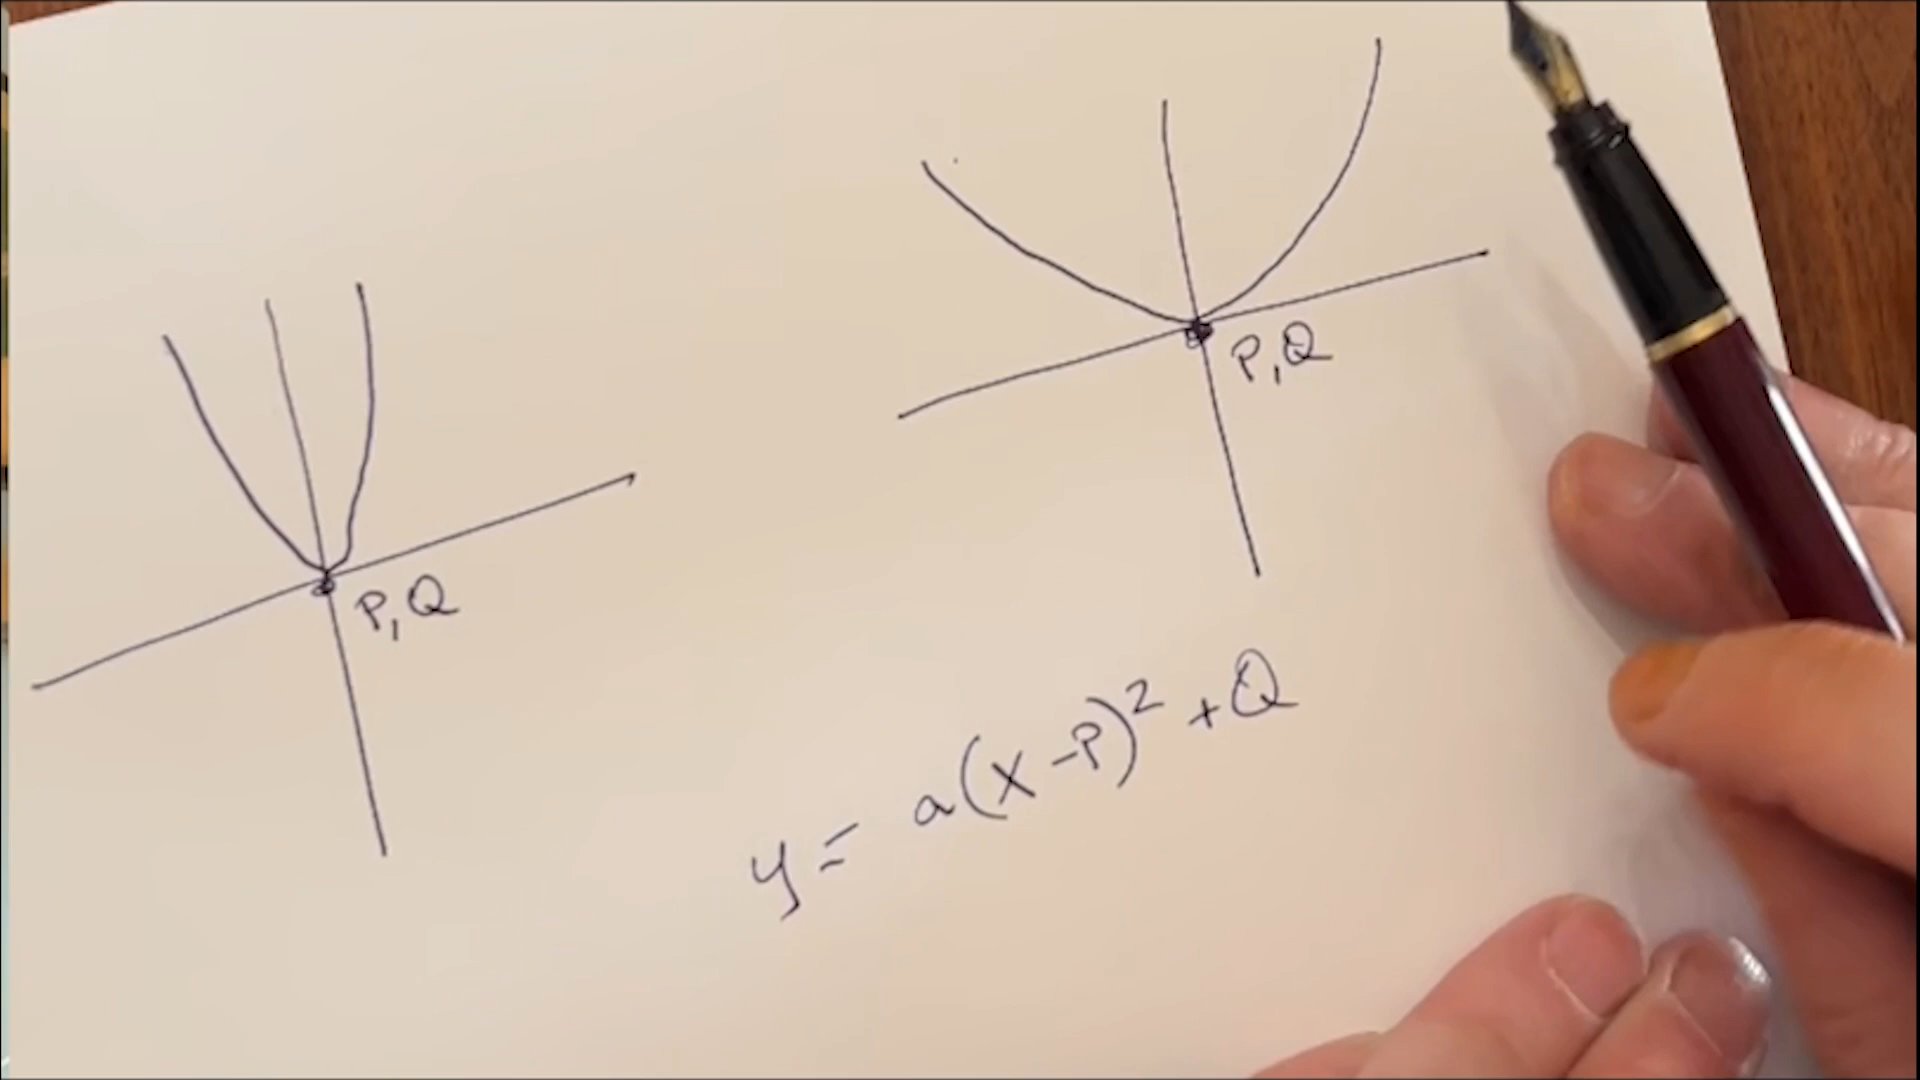 P,Q
P,Q
y = a(x-P)² + Q